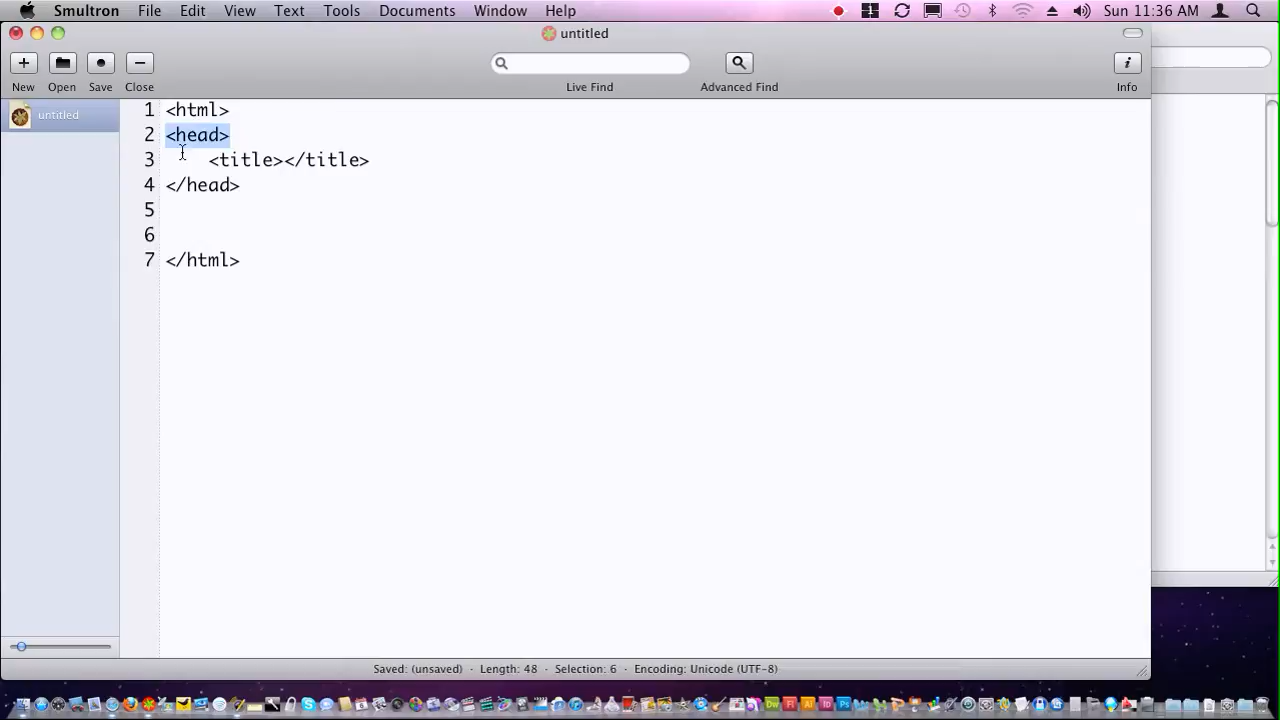 Smultron File Edit View Text Tools Documents Window Help Sun 11:36 AM
untitled
New Open Save Close Live Find Advanced Find Info
untitled
1 <html>
2 <head>
3     <title></title>
4 </head>
5
6
7 </html>
Saved: (unsaved) · Length: 48 · Selection: 6 · Encoding: Unicode (UTF-8)